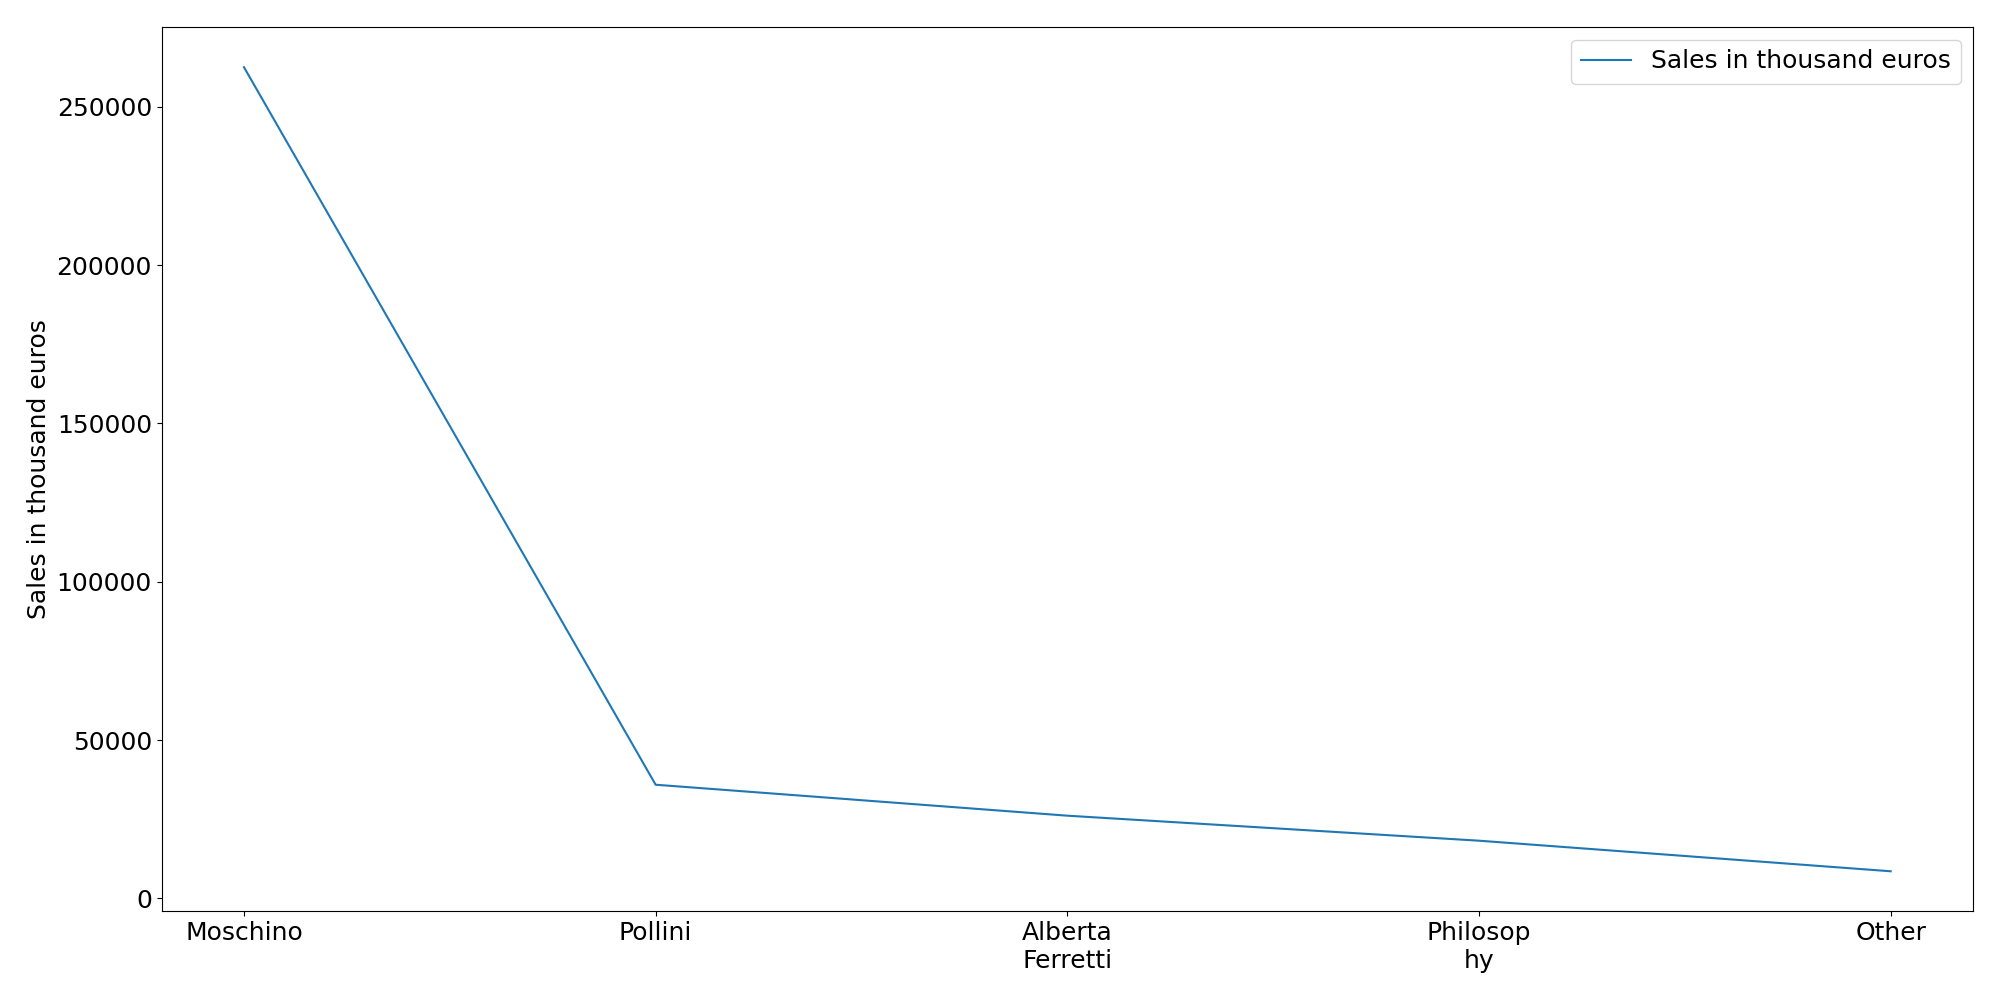 Sales in thousand euros
250000
200000
150000
100000
50000
0
Sales in thousand euros
Moschino
Pollini
Alberta
Ferretti
Philosop
hy
Other